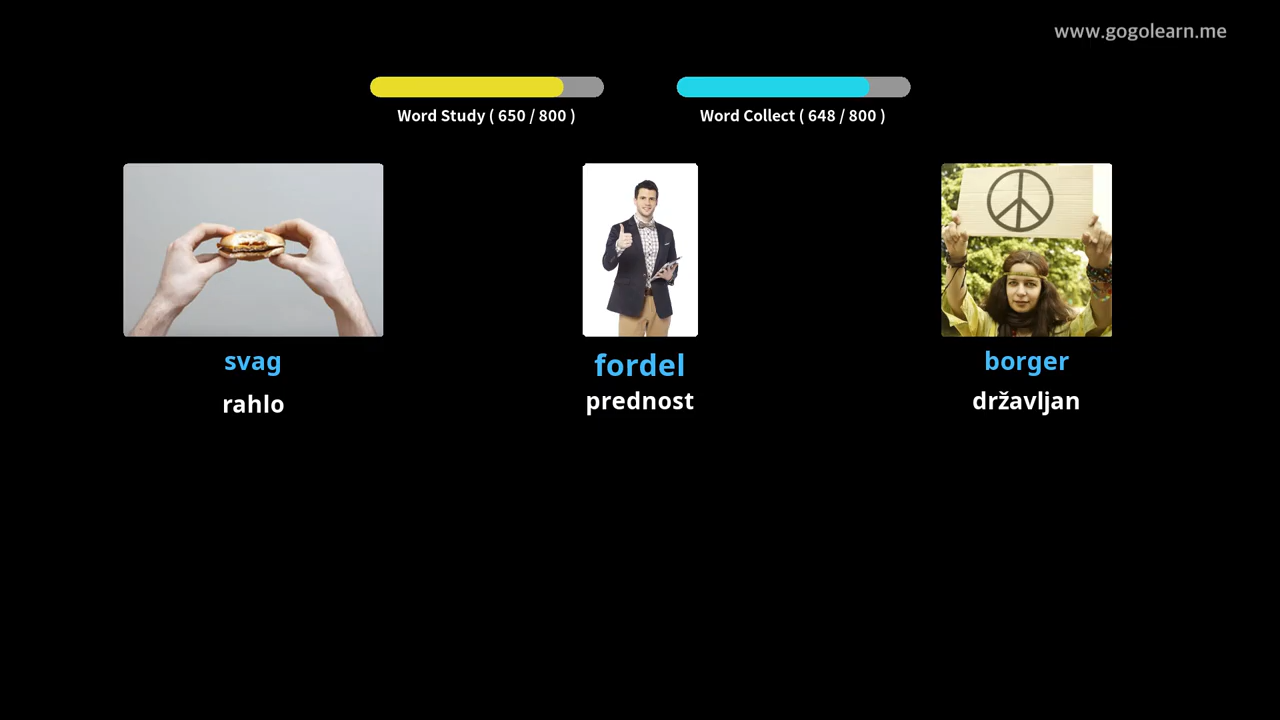 www.gogolearn.me
Word Study ( 650 / 800 )
Word Collect ( 648 / 800 )
svag
rahlo
fordel
prednost
borger
državljan